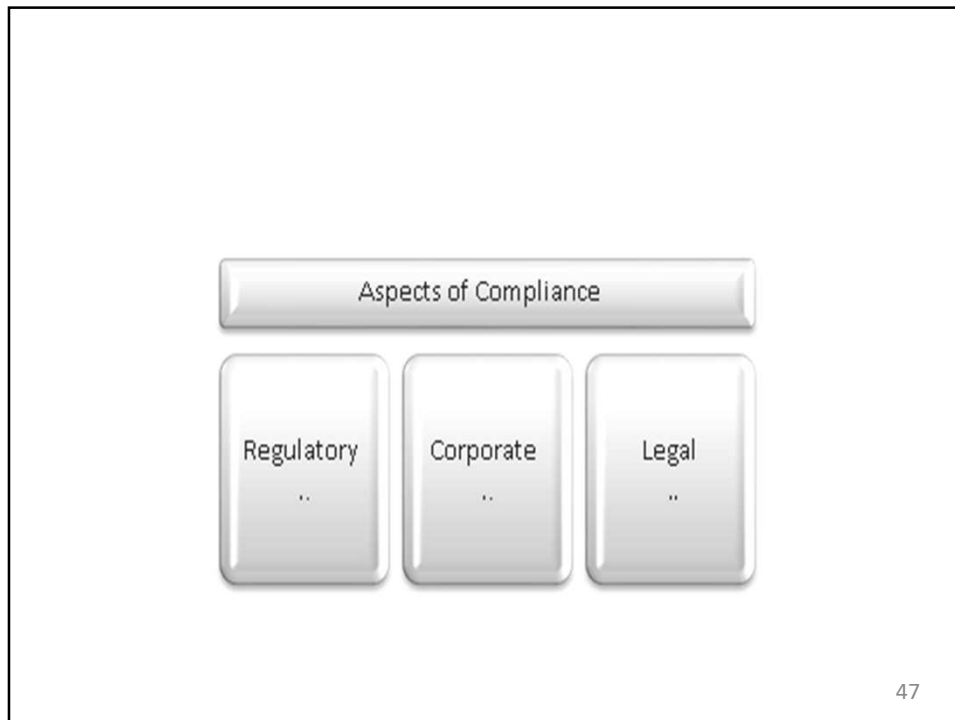 Aspects of Compliance
Regulatory
..
Corporate
..
Legal
..
47